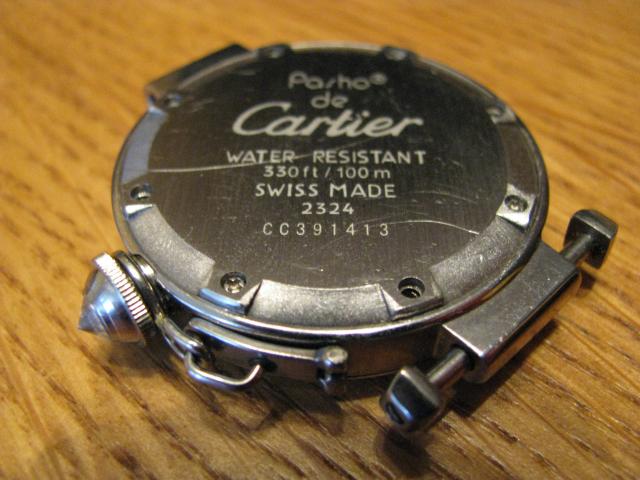 Pasha®
de
Cartier
WATER RESISTANT
330ft/100m
SWISS MADE
2324
CC391413